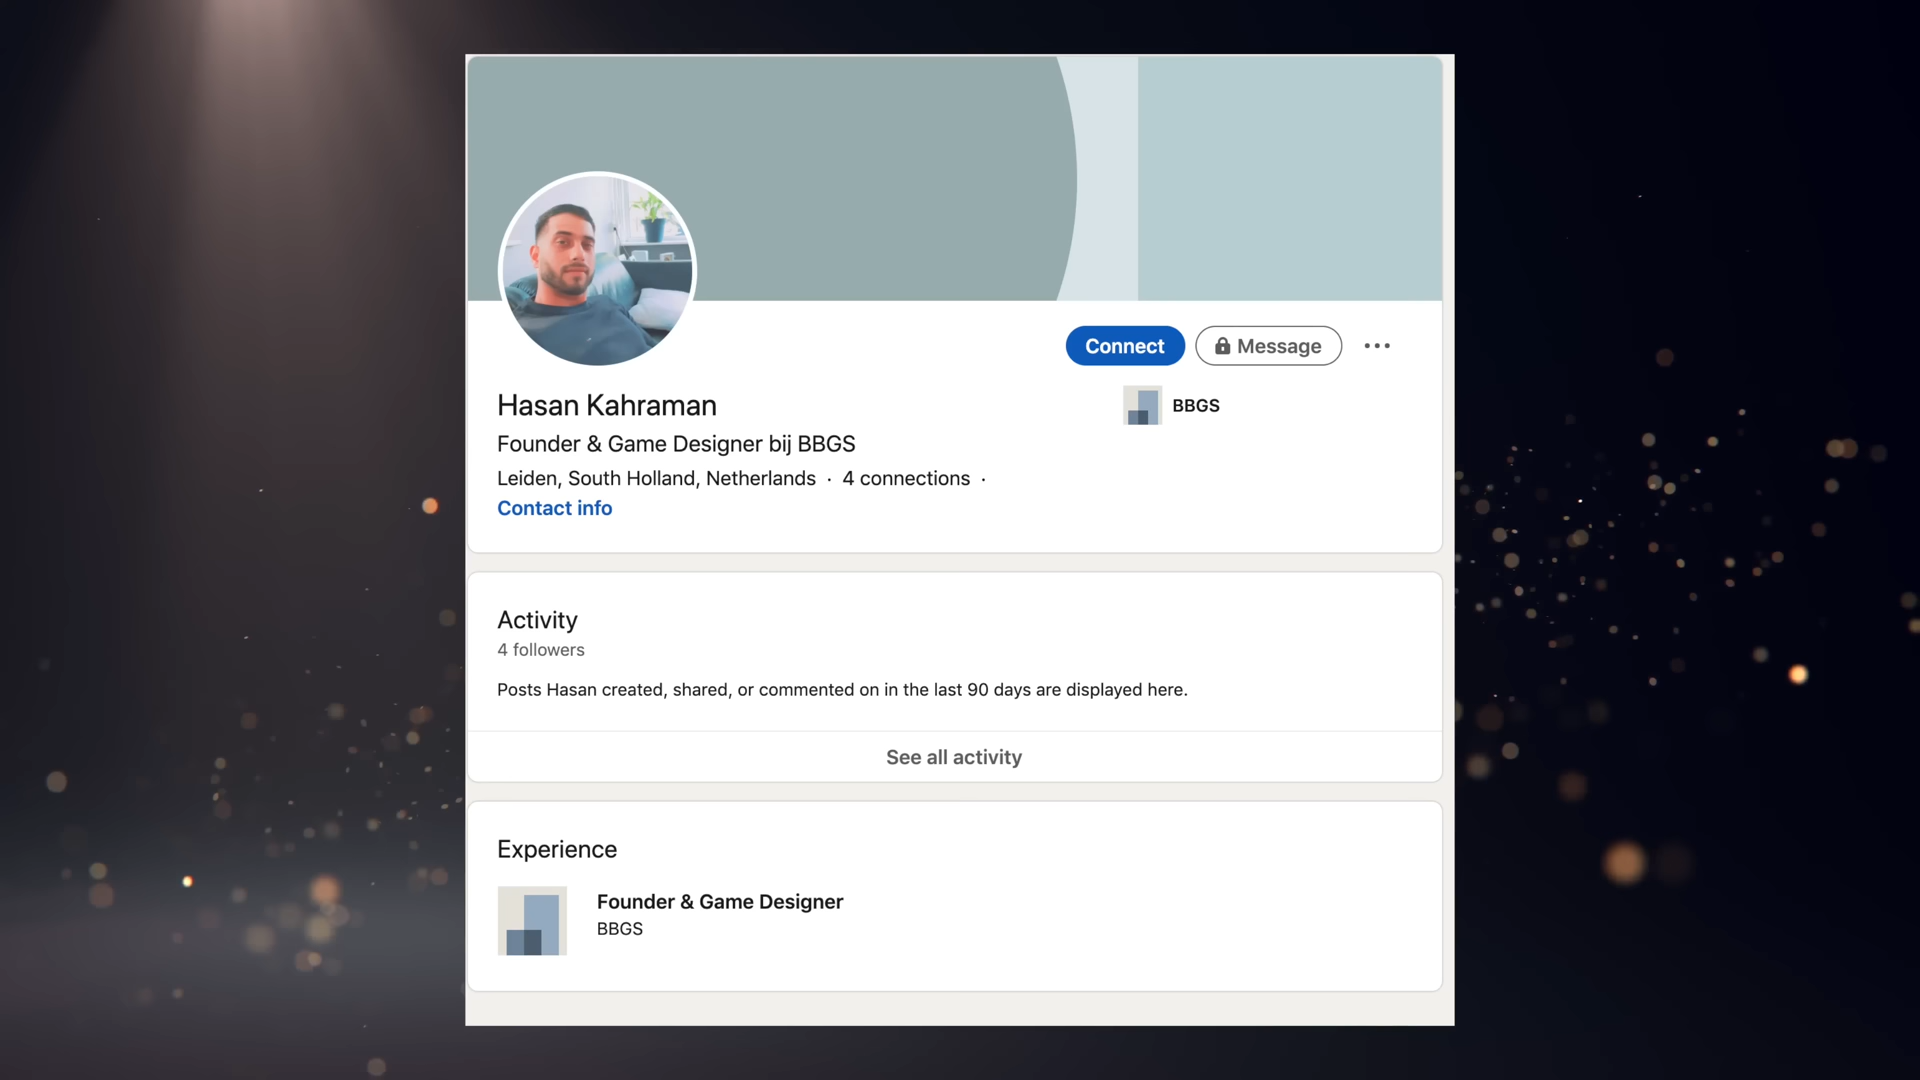 Connect
Message
Hasan Kahraman
BBGS
Founder & Game Designer bij BBGS
Leiden, South Holland, Netherlands · 4 connections ·
Contact info
Activity
4 followers
Posts Hasan created, shared, or commented on in the last 90 days are displayed here.
See all activity
Experience
Founder & Game Designer
BBGS